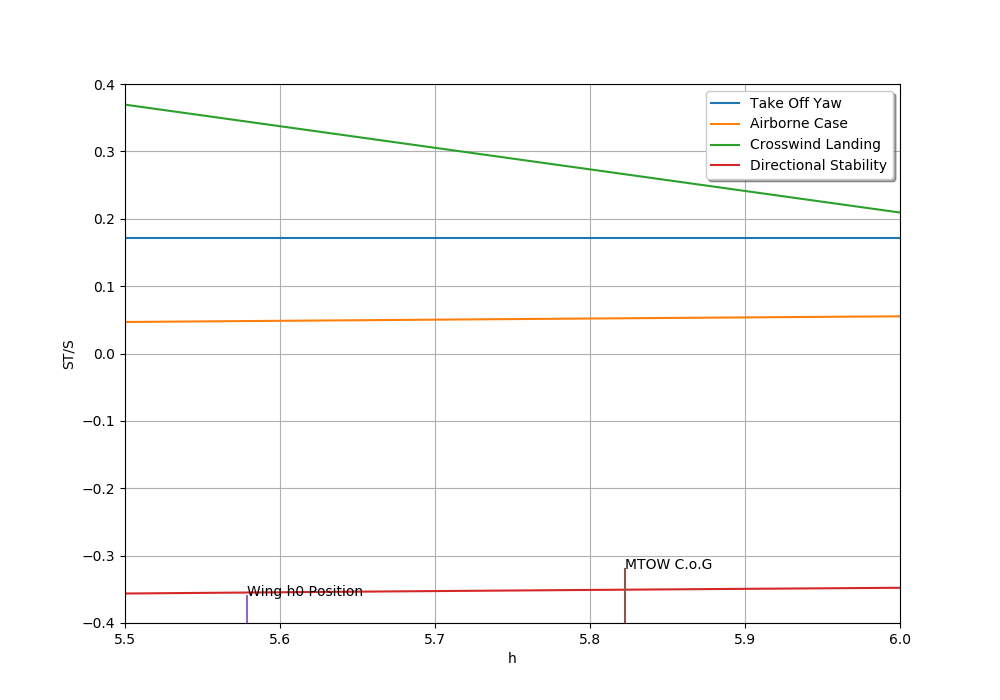 0.4
0.3
0.2
0.1
0.0
−0.1
−0.2
−0.3
−0.4
ST/S
Take Off Yaw
Airborne Case
Crosswind Landing
Directional Stability
MTOW C.o.G
Wing h0 Position
5.5 5.6 5.7 5.8 5.9 6.0
h